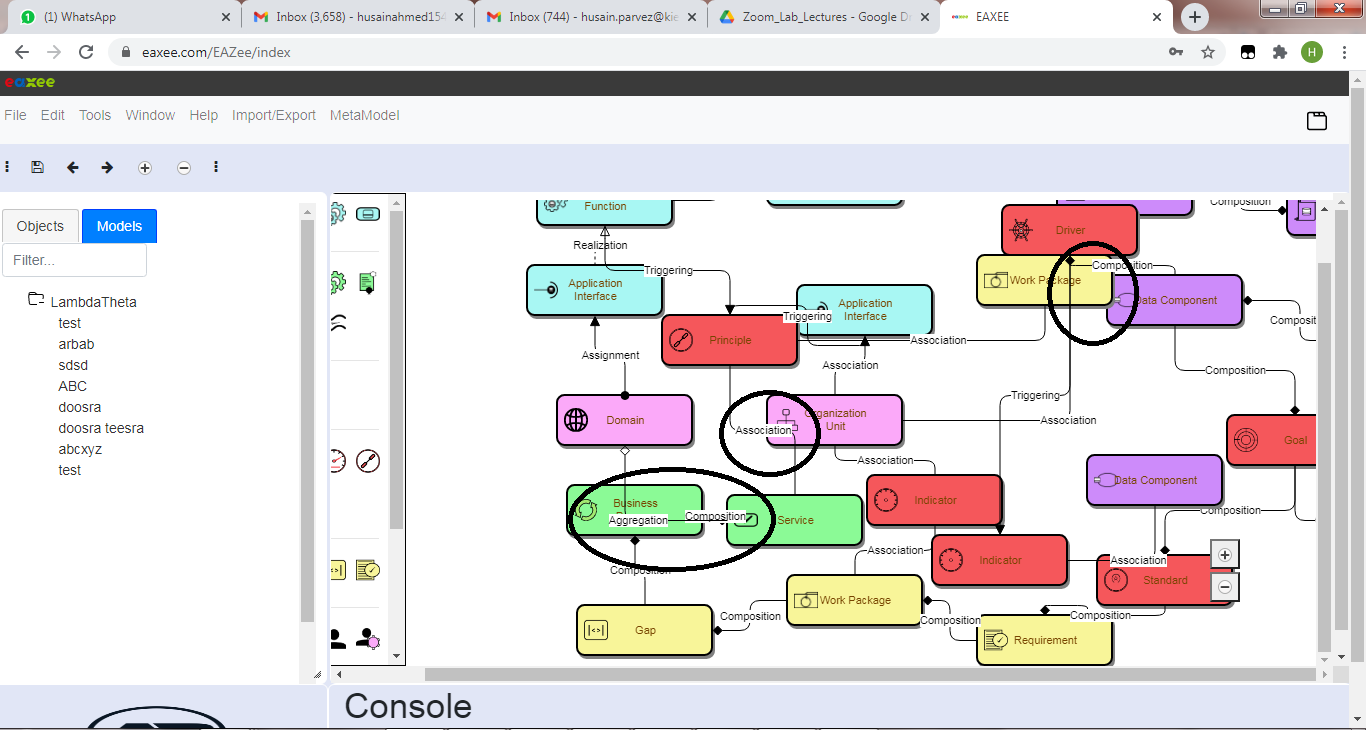 (1) WhatsApp
Inbox (3,658) - husainahmed154
Inbox (744) - husain.parvez@kie
Zoom_Lab_Lectures - Google D
EAXEE
eaxee.com/EAZee/index
H
eaxee
File Edit Tools Window Help Import/Export MetaModel
Objects Models
Filter...
LambdaTheta
test
arbab
sdsd
ABC
doosra
doosra teesra
abcxyz
test
Function
Realization
Triggering
Application
Interface
Assignment
Domain
Principle
Triggering
Application
Interface
Association
Association
Association
Organization
Unit
Association
Association
Triggering
Driver
Work Package
Composition
Data Component
Composition
Composit
Composition
Goal
Business
Aggregation
Composition
Service
Indicator
Indicator
Association
Data Component
Composition
Association
Standard
Composition
Gap
Composition
Work Package
Composition
Requirement
Composition
Console